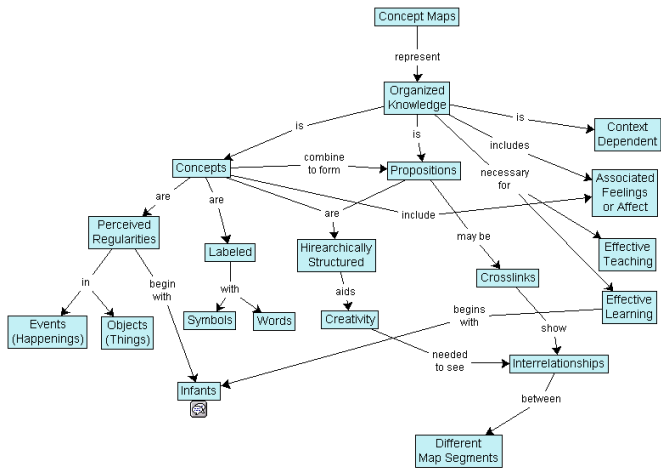 Concept Maps
represent
Organized
Knowledge
is
is
is
includes
Context
Dependent
necessary
for
Concepts
combine
to form
Propositions
Associated
Feelings
or Affect
are
are
are
include
Perceived
Regularities
Labeled
Hirearchically
Structured
may be
Effective
Teaching
Crosslinks
in
begin
with
with
aids
Effective
Learning
Events
(Happenings)
Objects
(Things)
Symbols
Words
Creativity
begins
with
show
needed
to see
Interrelationships
Infants
between
Different
Map Segments